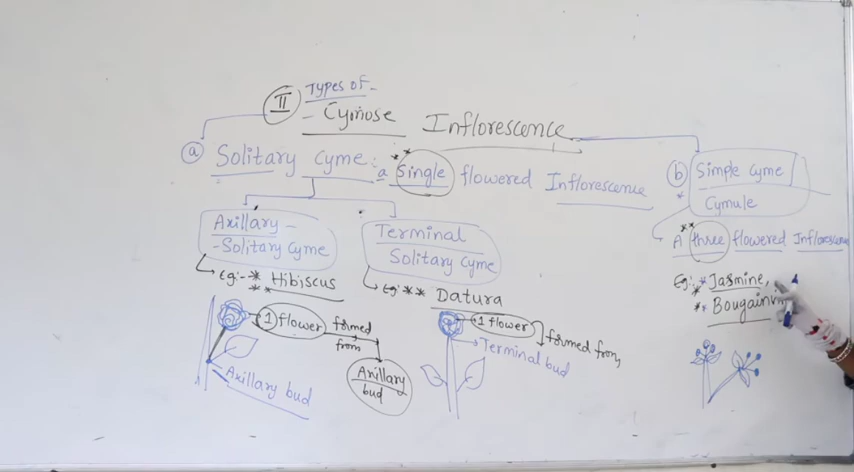 II Types of -
- Cymose Inflorescence
a Solitary Cyme: a ** Single flowered Inflorescence
Axillary -
- Solitary Cyme
Eg:- * Hibiscus
**
1 flower formed
from
Axillary
bud
Axillary bud
Terminal
Solitary Cyme
Eg:- ** Datura
1 flower
formed from,
Terminal bud
b Simple Cyme
* Cymule
A ** three flowered Inflorescence
Eg:- * Jasmine,
*
** Bougainvi